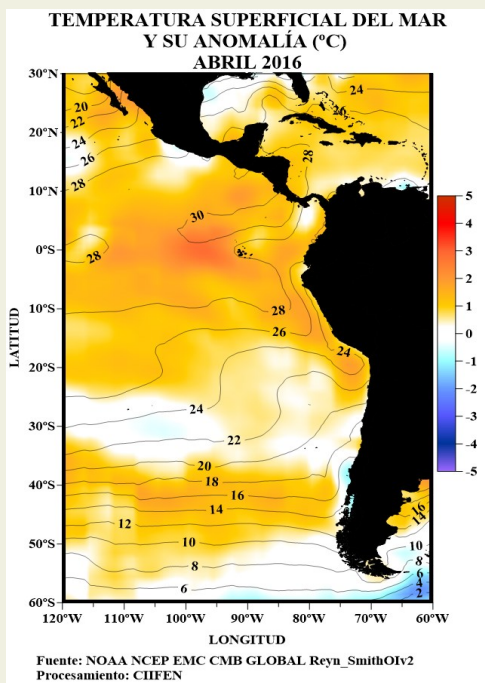 TEMPERATURA SUPERFICIAL DEL MAR
Y SU ANOMALÍA (ºC)
ABRIL 2016
30°N
20°N
10°N
0°N
10°S
20°S
30°S
40°S
50°S
60°S
LATITUD
20
22
24
26
28
24
26
28
30
28
28
26
24
24
22
20
18
16
14
12
10
8
6
16
14
10
8
6
4
2
5
4
3
2
1
0
-1
-2
-3
-4
-5
120°W
110°W
100°W
90°W
80°W
70°W
60°W
LONGITUD
Fuente: NOAA NCEP EMC CMB GLOBAL Reyn_SmithOIv2
Procesamiento: CIIFEN